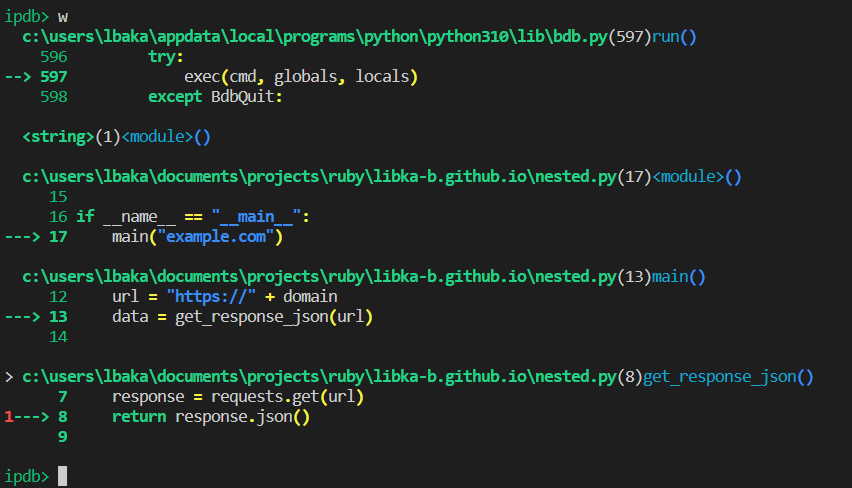 ipdb> w
  c:\users\lbaka\appdata\local\programs\python\python310\lib\bdb.py(597)run()
    596         try:
--> 597             exec(cmd, globals, locals)
    598         except BdbQuit:

  <string>(1)<module>()

  c:\users\lbaka\documents\projects\ruby\libka-b.github.io\nested.py(17)<module>()
     15
     16 if __name__ == "__main__":
---> 17     main("example.com")

  c:\users\lbaka\documents\projects\ruby\libka-b.github.io\nested.py(13)main()
     12     url = "https://" + domain
---> 13     data = get_response_json(url)
     14

> c:\users\lbaka\documents\projects\ruby\libka-b.github.io\nested.py(8)get_response_json()
      7     response = requests.get(url)
1---> 8     return response.json()
      9

ipdb>